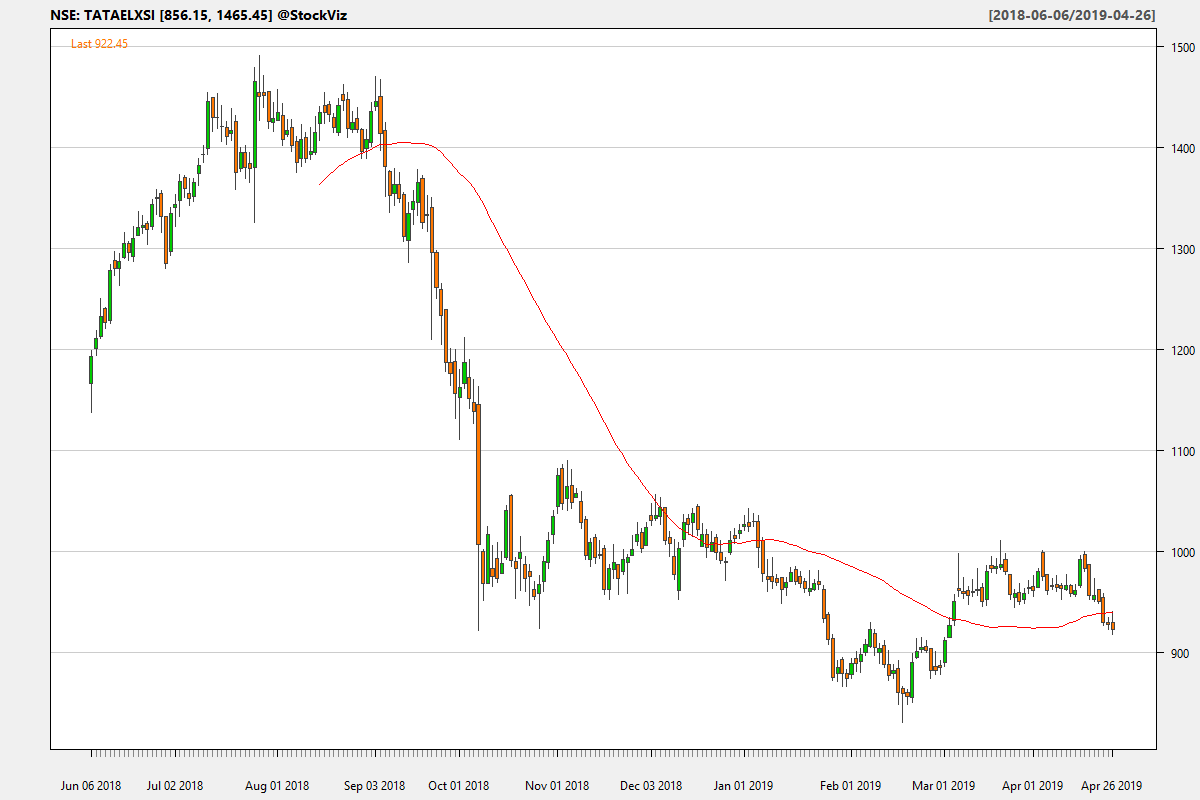 NSE: TATAELXSI [856.15, 1465.45] @StockViz
[2018-06-06/2019-04-26]
Last 922.45
1500
1400
1300
1200
1100
1000
900
Jun 06 2018 Jul 02 2018 Aug 01 2018 Sep 03 2018 Oct 01 2018 Nov 01 2018 Dec 03 2018 Jan 01 2019 Feb 01 2019 Mar 01 2019 Apr 01 2019 Apr 26 2019